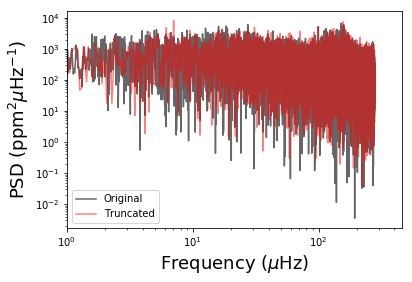 10⁴
10³
10²
10¹
10⁰
10⁻¹
10⁻²
PSD (ppm²μHz⁻¹)
Original
Truncated
10⁰ 10¹ 10²
Frequency (μHz)